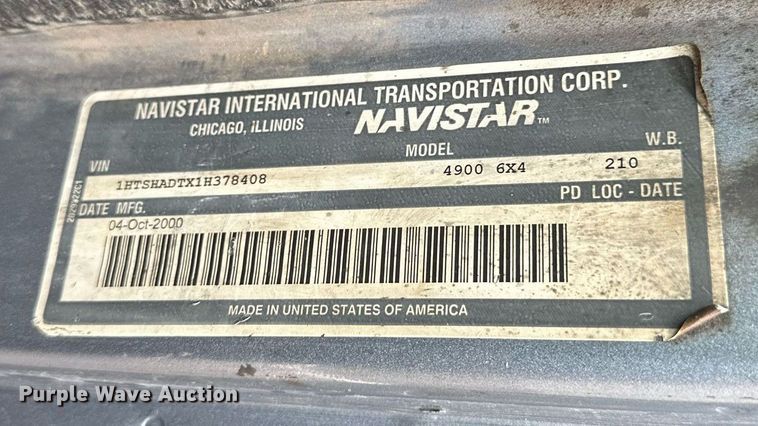 NAVISTAR INTERNATIONAL TRANSPORTATION CORP.
CHICAGO, ILLINOIS NAVISTAR™
VIN MODEL W.B.
1HTSHADTX1H378408 4900 6X4 210
DATE MFG. PD LOC - DATE
04-Oct-2000
MADE IN UNITED STATES OF AMERICA
Purple Wave Auction